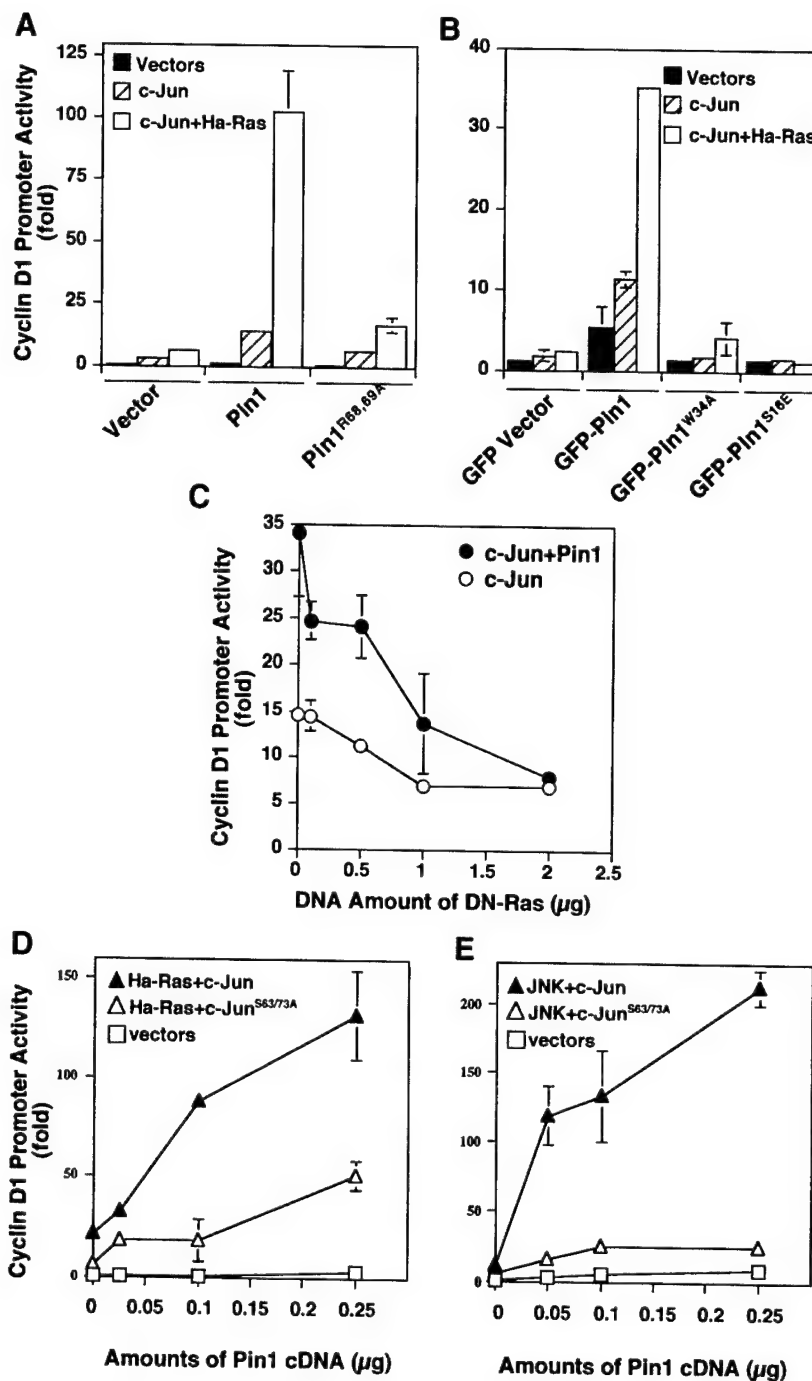 A
Cyclin D1 Promoter Activity
(fold)
125
100
75
50
25
0
Vectors
c-Jun
c-Jun+Ha-Ras
Vector
Pin1
Pin1R68,69A
B
40
30
20
10
0
Vectors
c-Jun
c-Jun+Ha-Ras
GFP Vector
GFP-Pin1
GFP-Pin1W34A
GFP-Pin1S16E
C
Cyclin D1 Promoter Activity
(fold)
35
30
25
20
15
10
5
0
c-Jun+Pin1
c-Jun
0 0.5 1 1.5 2 2.5
DNA Amount of DN-Ras (µg)
D
Cyclin D1 Promoter Activity
(fold)
150
100
50
0
Ha-Ras+c-Jun
Ha-Ras+c-JunS63/73A
vectors
0 0.05 0.1 0.15 0.2 0.25
Amounts of Pin1 cDNA (µg)
E
200
150
100
50
0
JNK+c-Jun
JNK+c-JunS63/73A
vectors
0 0.05 0.1 0.15 0.2 0.25
Amounts of Pin1 cDNA (µg)